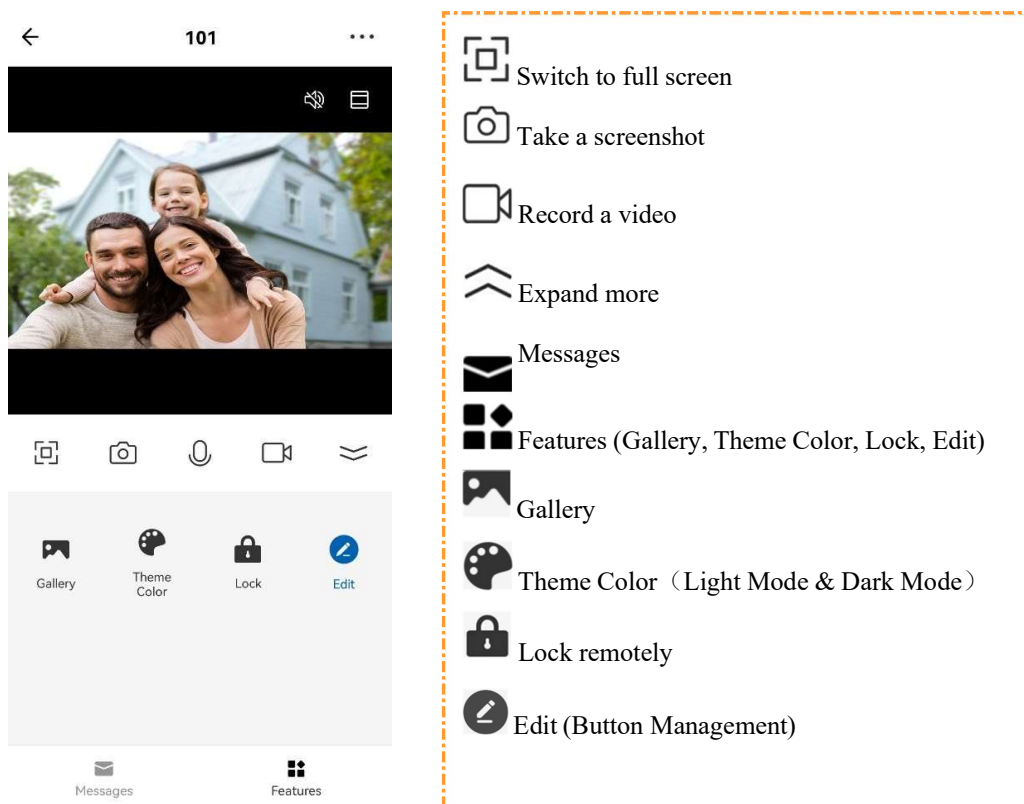 101
Gallery
Theme
Color
Lock
Edit
Messages
Features
Switch to full screen
Take a screenshot
Record a video
Expand more
Messages
Features (Gallery, Theme Color, Lock, Edit)
Gallery
Theme Color（Light Mode & Dark Mode）
Lock remotely
Edit (Button Management)